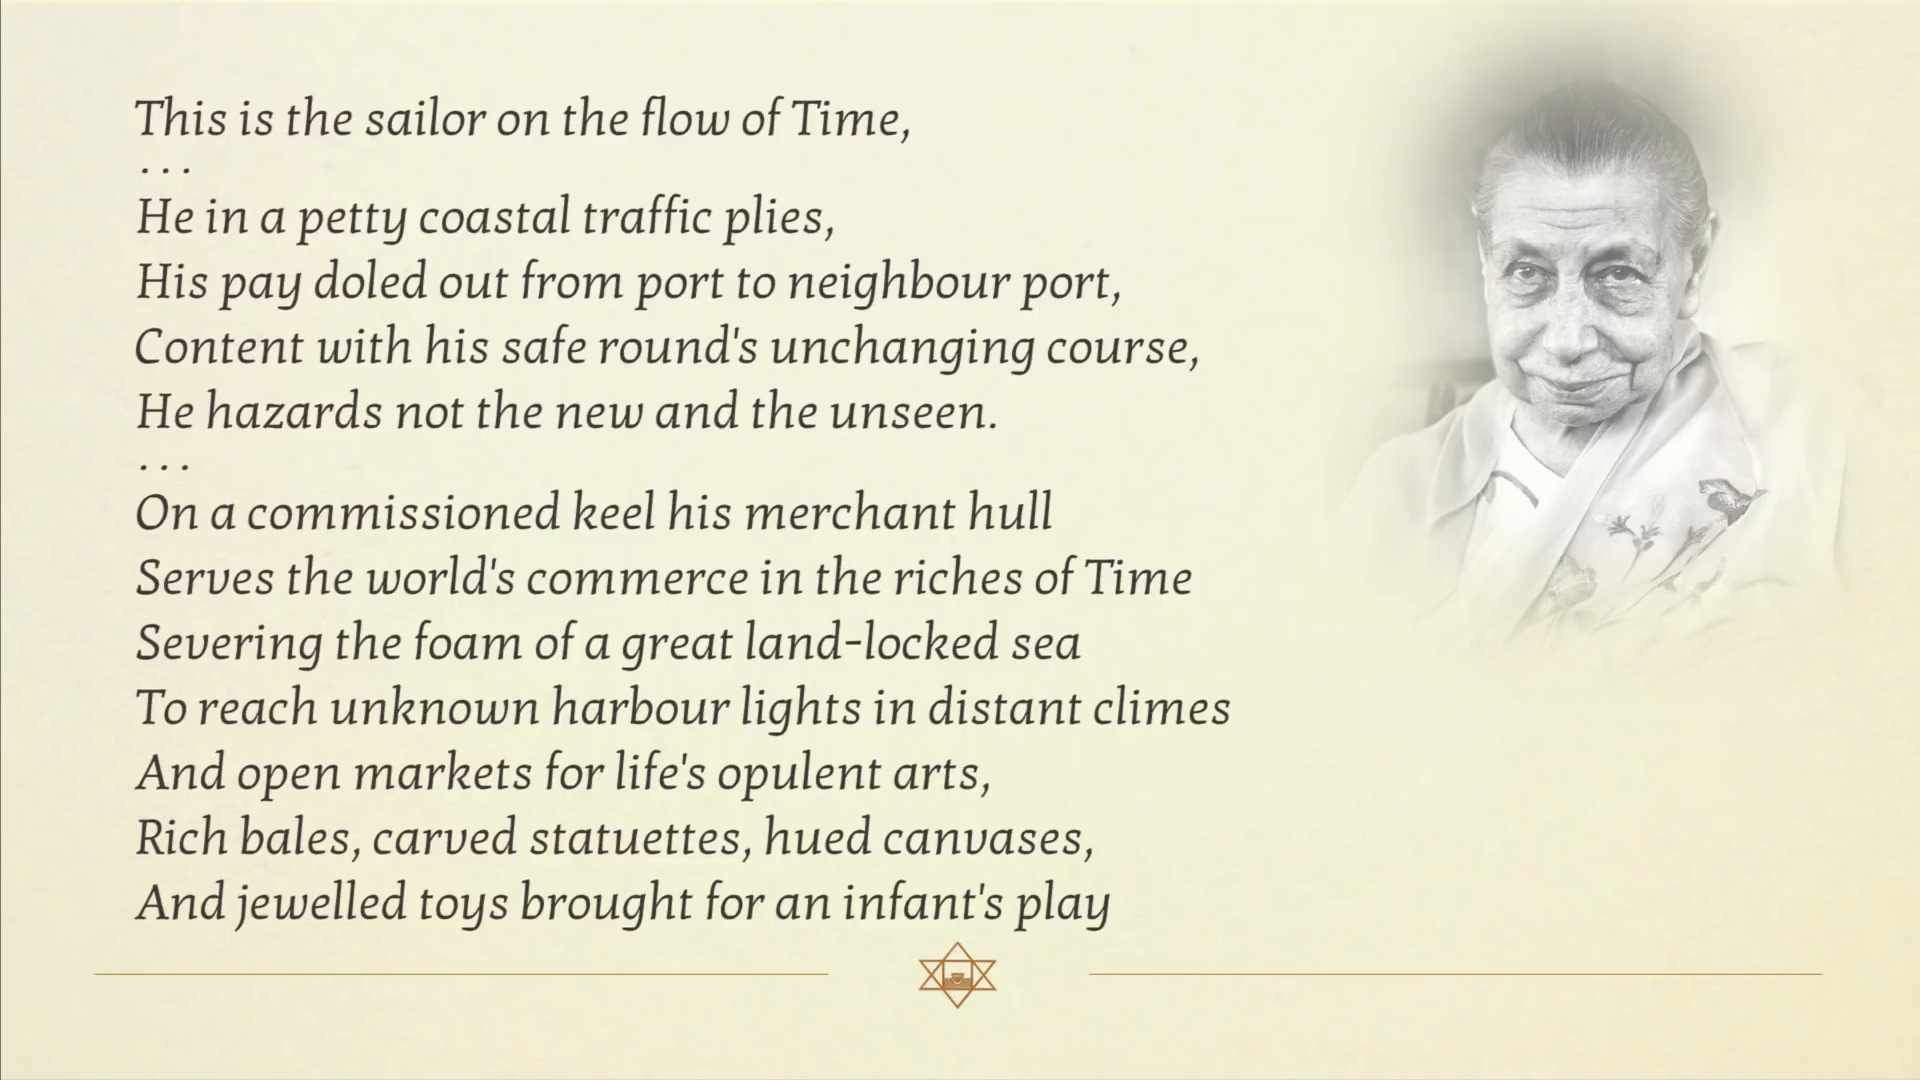 This is the sailor on the flow of Time,
...
He in a petty coastal traffic plies,
His pay doled out from port to neighbour port,
Content with his safe round's unchanging course,
He hazards not the new and the unseen.
...
On a commissioned keel his merchant hull
Serves the world's commerce in the riches of Time
Severing the foam of a great land-locked sea
To reach unknown harbour lights in distant climes
And open markets for life's opulent arts,
Rich bales, carved statuettes, hued canvases,
And jewelled toys brought for an infant's play